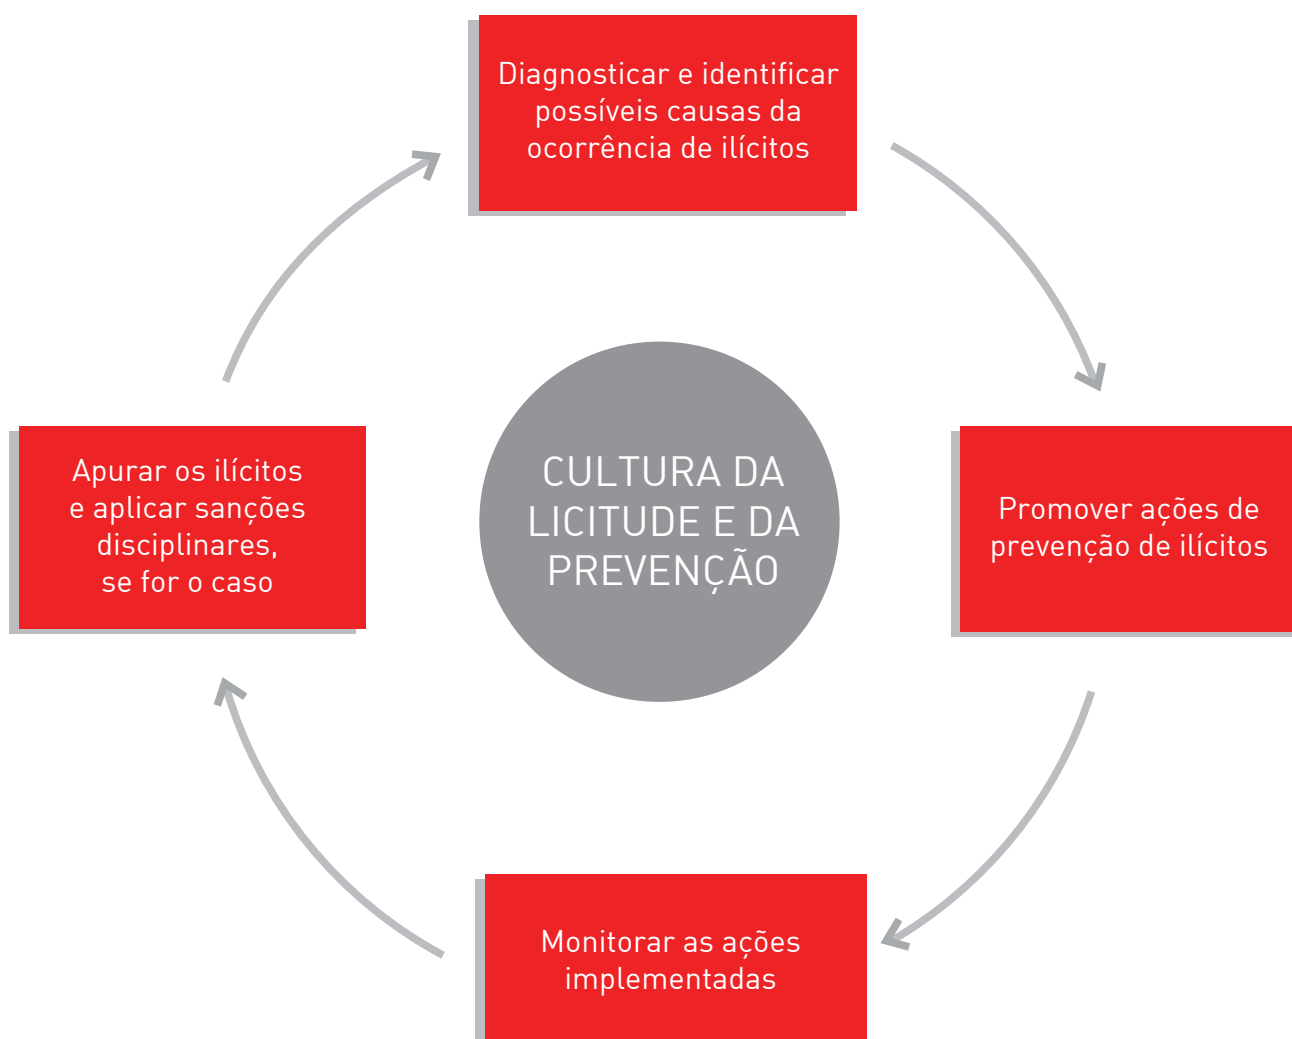 Diagnosticar e identificar
possíveis causas da
ocorrência de ilícitos
Apurar os ilícitos
e aplicar sanções
disciplinares,
se for o caso
CULTURA DA
LICITUDE E DA
PREVENÇÃO
Promover ações de
prevenção de ilícitos
Monitorar as ações
implementadas